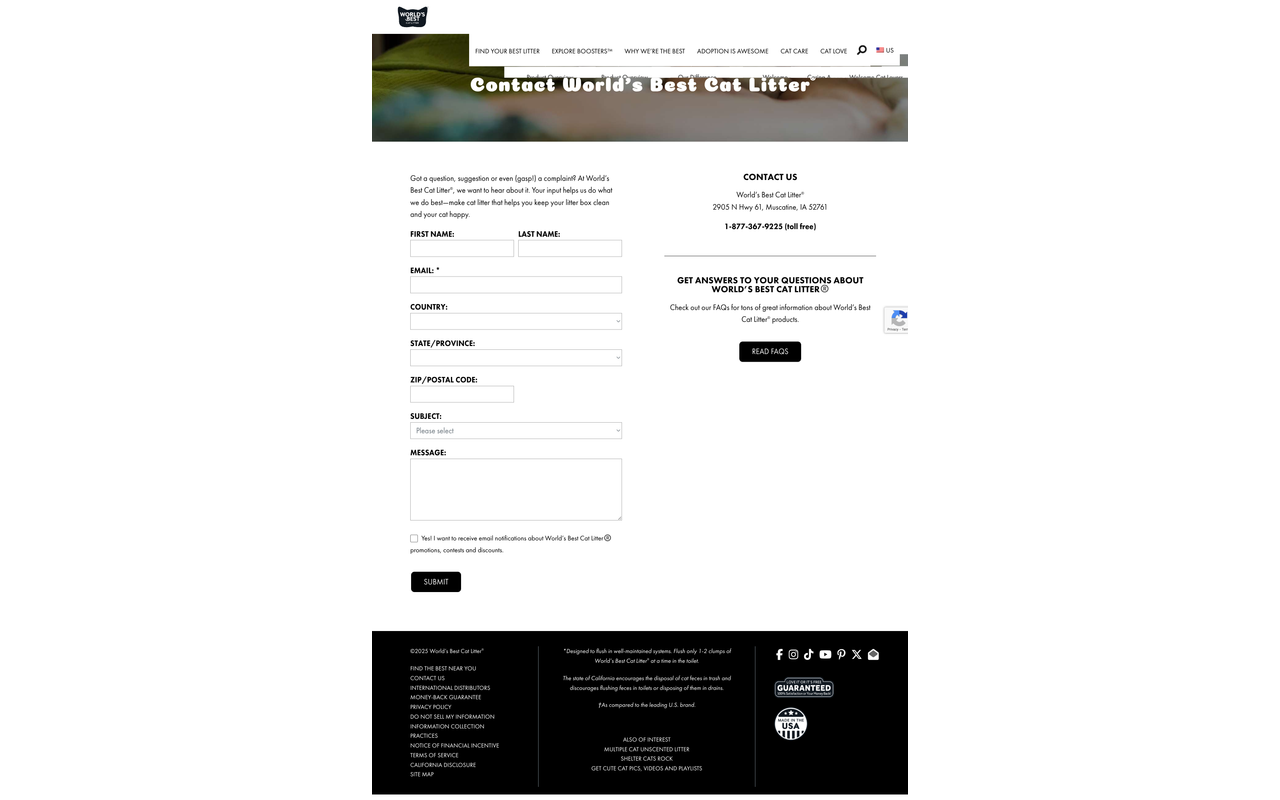 WORLD'S
BEST
CAT LITTER
FIND YOUR BEST LITTER EXPLORE BOOSTERS™ WHY WE'RE THE BEST ADOPTION IS AWESOME CAT CARE CAT LOVE US
Contact World's Best Cat Litter®
Got a question, suggestion or even (gasp!) a complaint? At World's
Best Cat Litter®, we want to hear about it. Your input helps us do what
we do best—make cat litter that helps you keep your litter box clean
and your cat happy.
FIRST NAME: LAST NAME:
EMAIL: *
COUNTRY:
STATE/PROVINCE:
ZIP/POSTAL CODE:
SUBJECT:
Please select
MESSAGE:
Yes! I want to receive email notifications about World's Best Cat Litter®
promotions, contests and discounts.
SUBMIT
CONTACT US
World's Best Cat Litter®
2905 N Hwy 61, Muscatine, IA 52761
1-877-367-9225 (toll free)
GET ANSWERS TO YOUR QUESTIONS ABOUT
WORLD'S BEST CAT LITTER®
Check out our FAQs for tons of great information about World's Best
Cat Litter® products.
READ FAQS
©2025 World's Best Cat Litter®
FIND THE BEST NEAR YOU
CONTACT US
INTERNATIONAL DISTRIBUTORS
MONEY-BACK GUARANTEE
PRIVACY POLICY
DO NOT SELL MY INFORMATION
INFORMATION COLLECTION
PRACTICES
NOTICE OF FINANCIAL INCENTIVE
TERMS OF SERVICE
CALIFORNIA DISCLOSURE
SITE MAP
*Designed to flush in well-maintained systems. Flush only 1-2 clumps of
World's Best Cat Litter® at a time in the toilet.
The state of California encourages the disposal of cat feces in trash and
discourages flushing feces in toilets or disposing of them in drains.
†As compared to the leading U.S. brand.
ALSO OF INTEREST
MULTIPLE CAT UNSCENTED LITTER
SHELTER CATS ROCK
GET CUTE CAT PICS, VIDEOS AND PLAYLISTS
LOVE IT OR IT'S FREE
GUARANTEED
MADE IN THE
USA